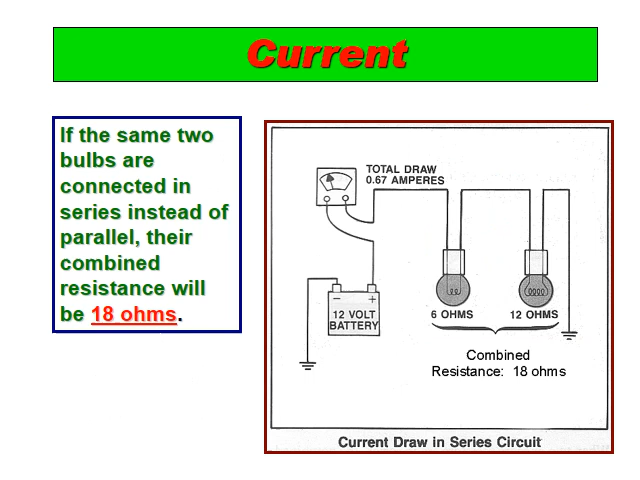 Current
If the same two
bulbs are
connected in
series instead of
parallel, their
combined
resistance will
be 18 ohms.
TOTAL DRAW
0.67 AMPERES
− +
12 VOLT
BATTERY
6 OHMS 12 OHMS
Combined
Resistance: 18 ohms
Current Draw in Series Circuit